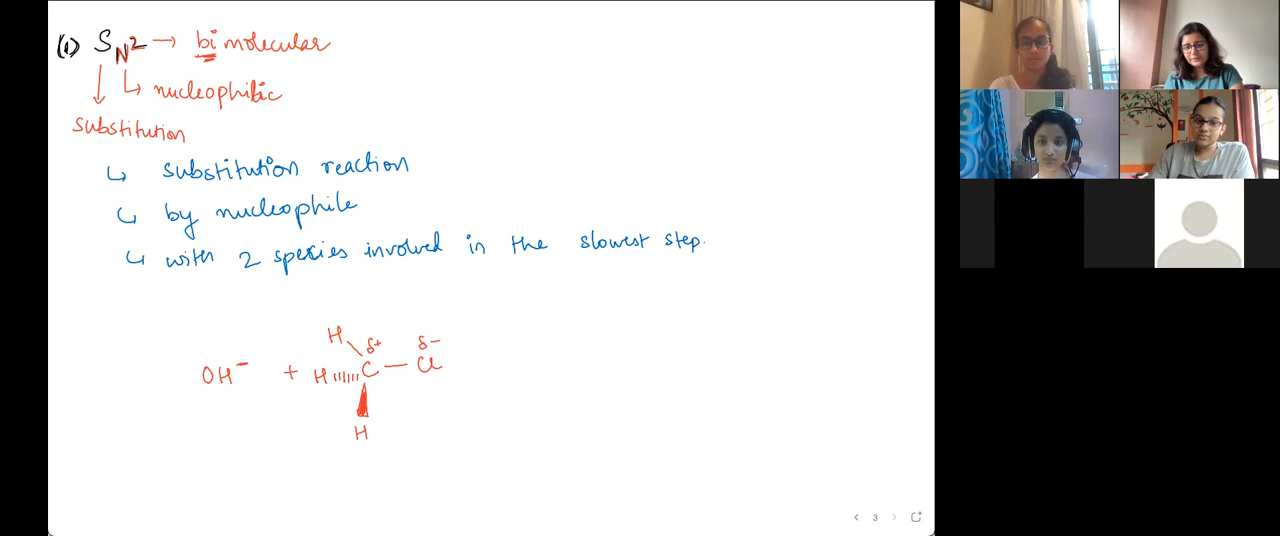 (1) SN2 → bimolecular
↳ nucleophilic
Substitution
↳ substitution reaction
↳ by nucleophile
↳ with 2 species involved in the slowest step.
H δ+ δ−
OH− + H C — Cl
H
< 3 >